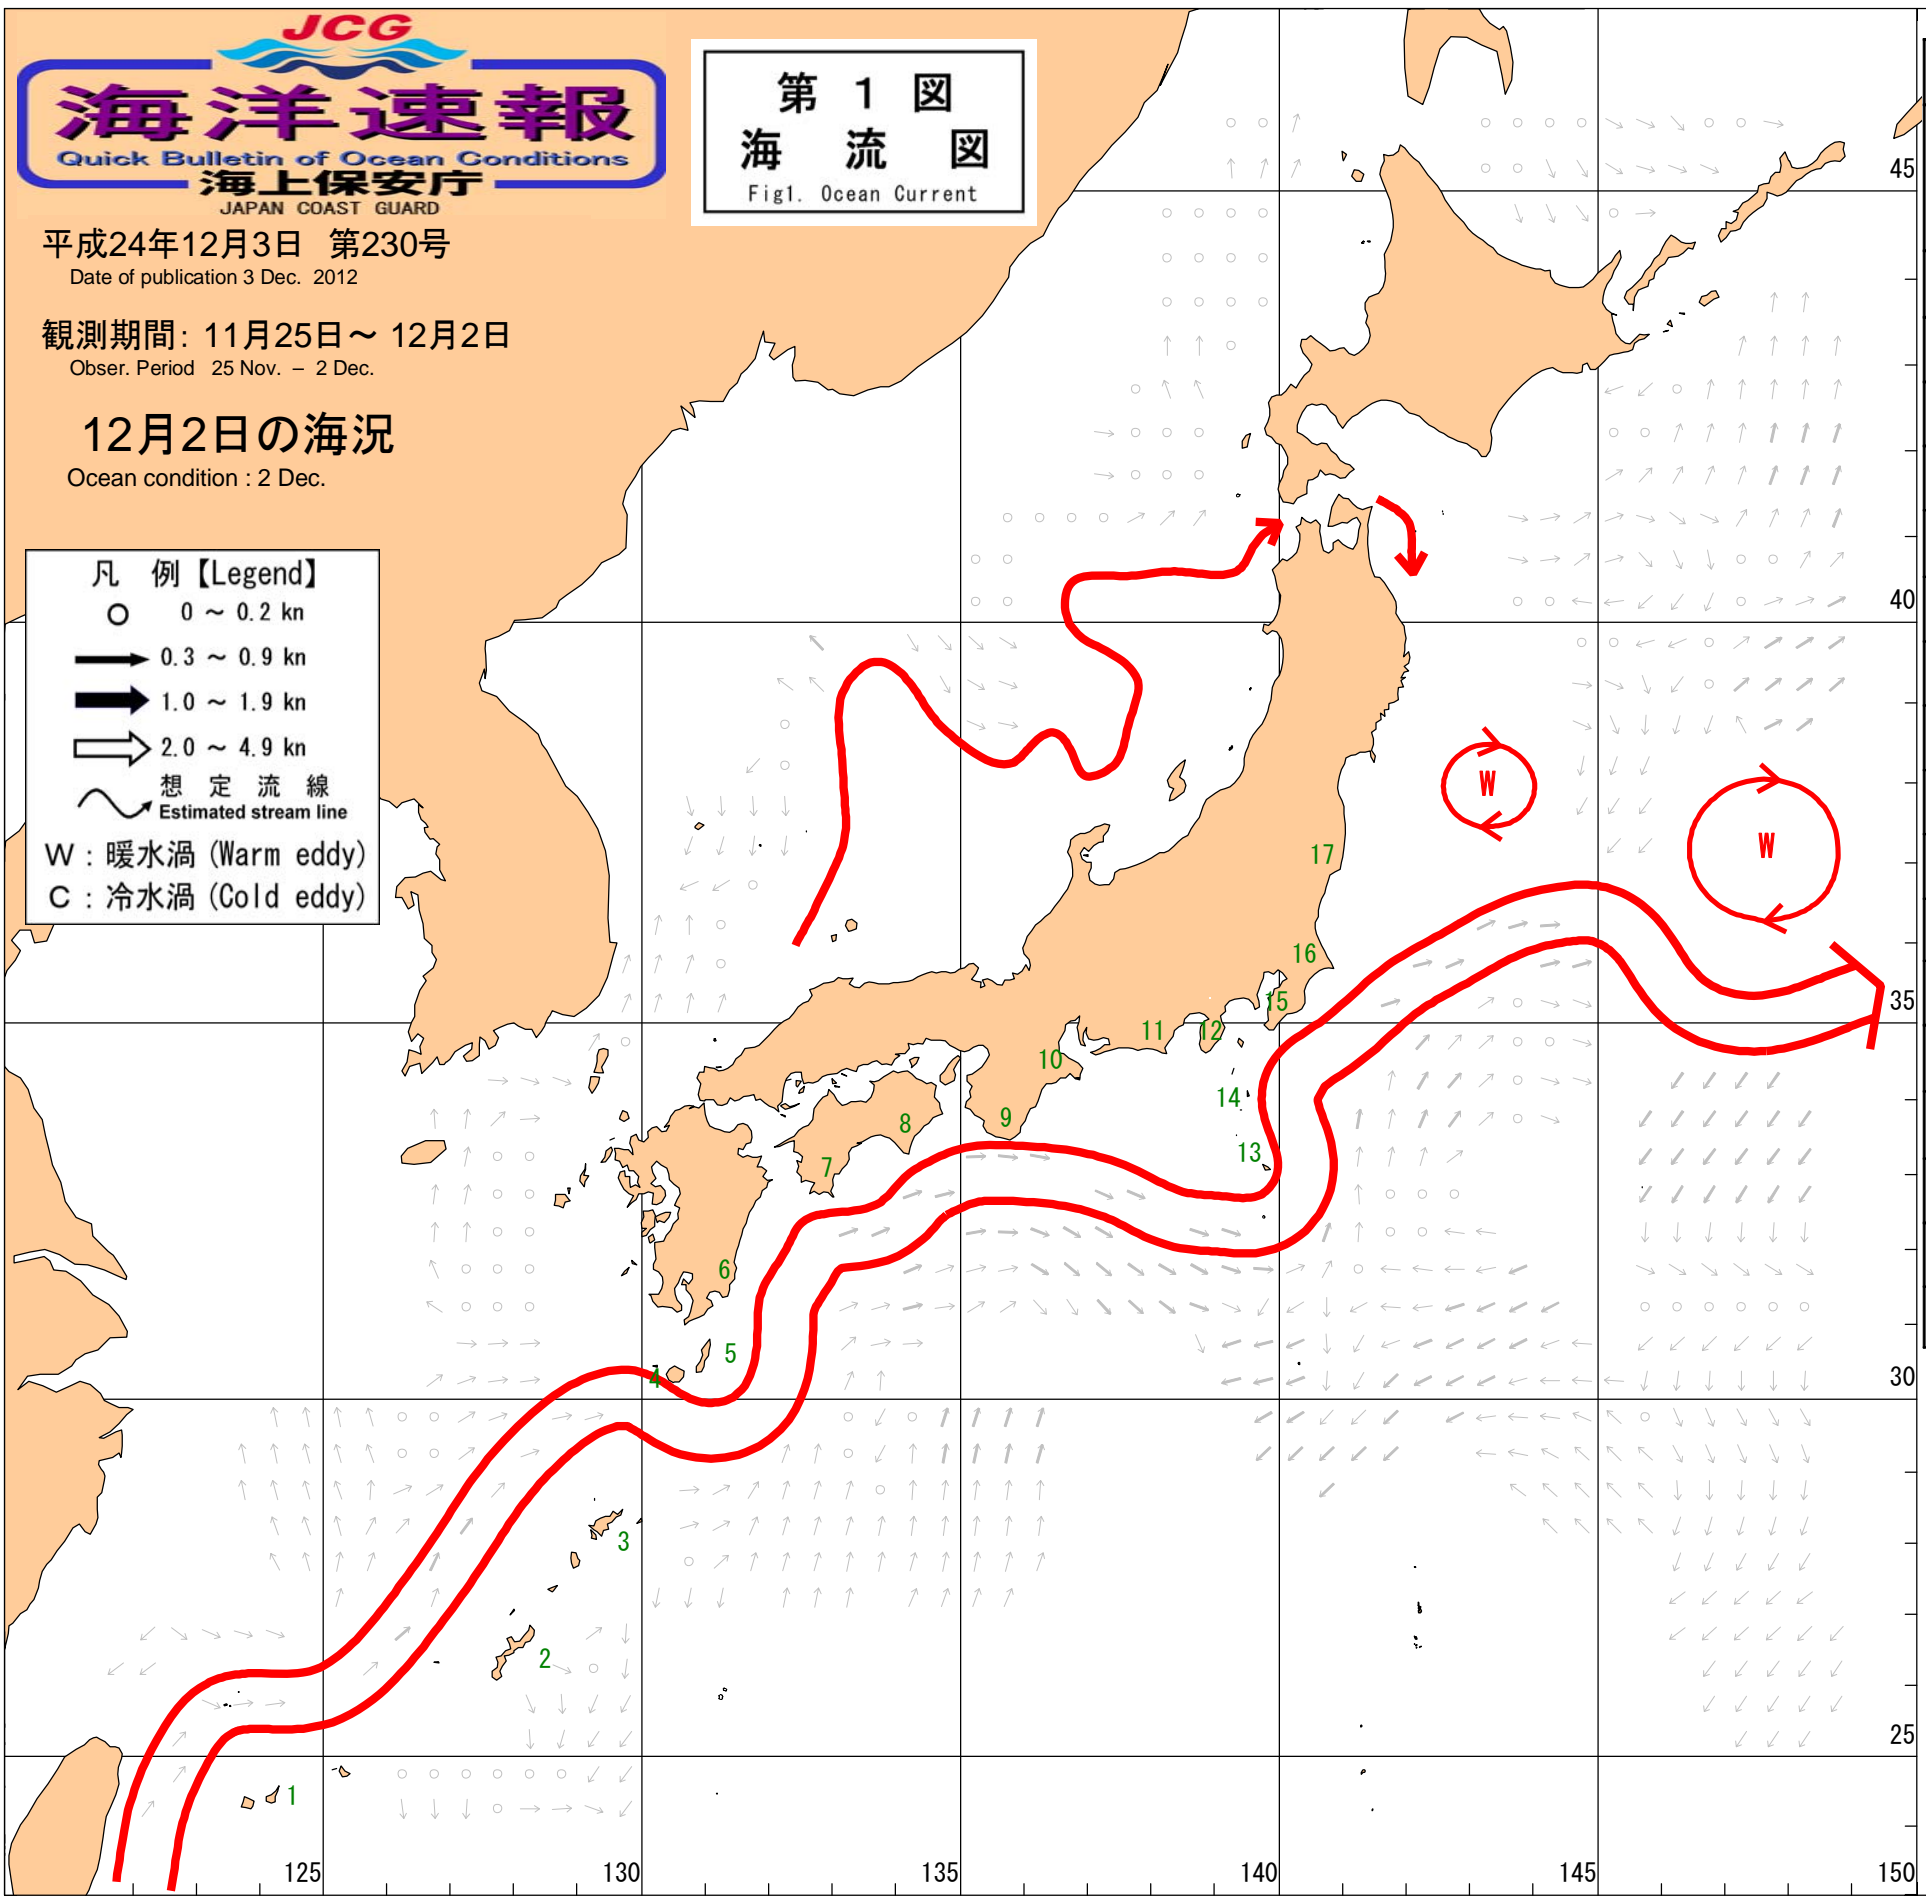 JCG
海洋速報
Quick Bulletin of Ocean Conditions
海上保安庁
JAPAN COAST GUARD
第 1 図
海 流 図
Fig1. Ocean Current
平成24年12月3日 第230号
Date of publication 3 Dec. 2012
観測期間: 11月25日～ 12月2日
Obser. Period 25 Nov. – 2 Dec.
12月2日の海況
Ocean condition : 2 Dec.
凡 例【Legend】
0 ～ 0.2 kn
0.3 ～ 0.9 kn
1.0 ～ 1.9 kn
2.0 ～ 4.9 kn
想 定 流 線
Estimated stream line
W : 暖水渦 (Warm eddy)
C : 冷水渦 (Cold eddy)
45
40
W
W
17
16
35
15
14
13
12
11
10
9
8
7
6
5
4
30
3
2
25
1
125
130
135
140
145
150